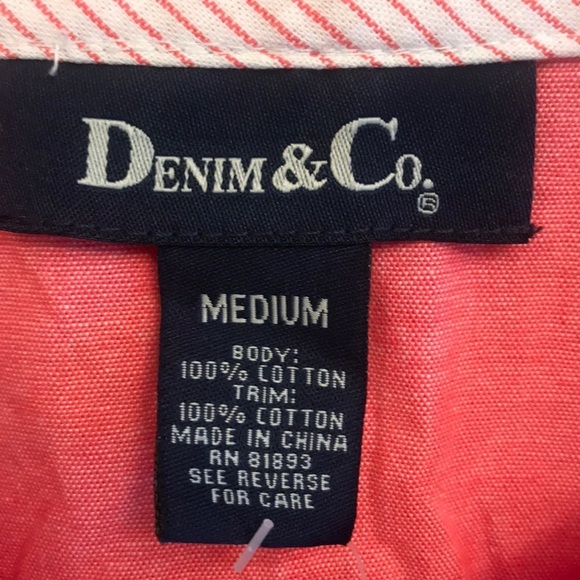 DENIM & CO.®
MEDIUM
BODY:
100% COTTON
TRIM:
100% COTTON
MADE IN CHINA
RN 81893
SEE REVERSE
FOR CARE